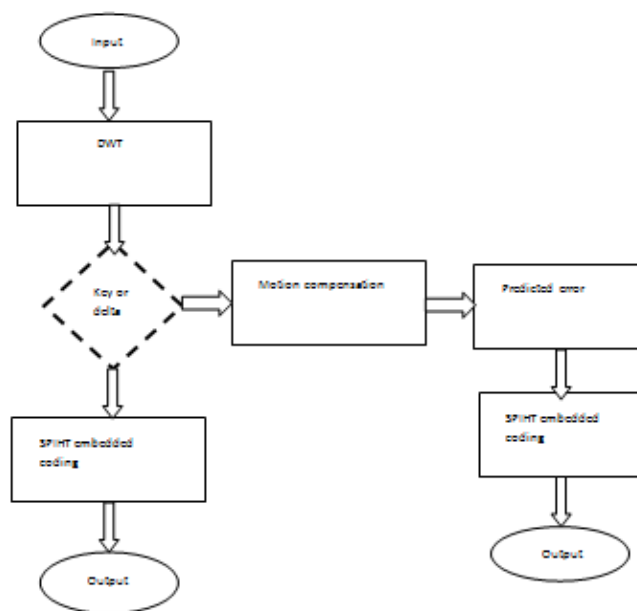 Input
DWT
Key or
delta
Motion compensation
Predicted error
SPIHT embedded
coding
SPIHT embedded
coding
Output
Output